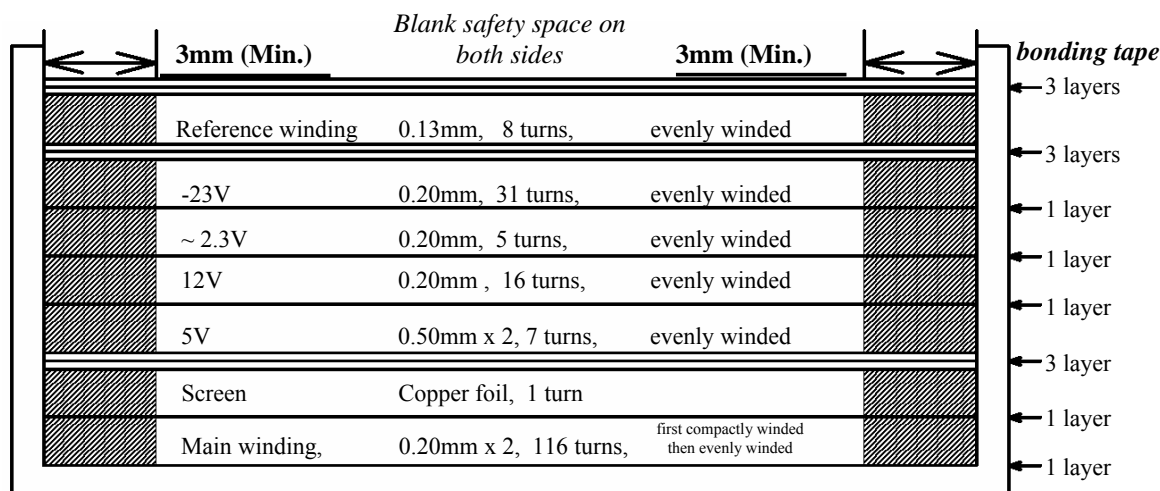 Blank safety space on
both sides
3mm (Min.) 3mm (Min.) bonding tape
3 layers
Reference winding 0.13mm, 8 turns, evenly winded
3 layers
-23V 0.20mm, 31 turns, evenly winded
1 layer
~ 2.3V 0.20mm, 5 turns, evenly winded
1 layer
12V 0.20mm , 16 turns, evenly winded
1 layer
5V 0.50mm x 2, 7 turns, evenly winded
3 layer
Screen Copper foil, 1 turn
1 layer
Main winding, 0.20mm x 2, 116 turns, first compactly winded
then evenly winded
1 layer